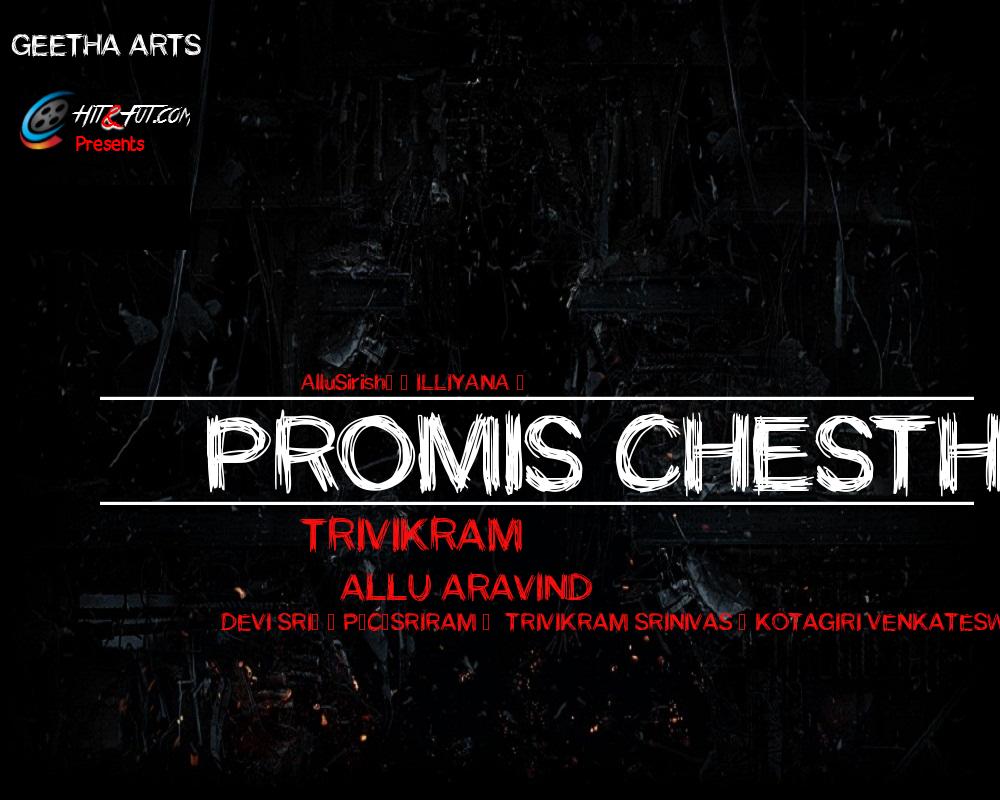 GEETHA ARTS
HIT&FUT.COM
Presents
AlluSirish▯ ▯ ILLIYANA ▯
PROMIS CHESTH
TRIVIKRAM
ALLU ARAVIND
DEVI SRI▯ ▯ P▯C▯SRIRAM ▯ TRIVIKRAM SRINIVAS ▯ KOTAGIRI VENKATESW